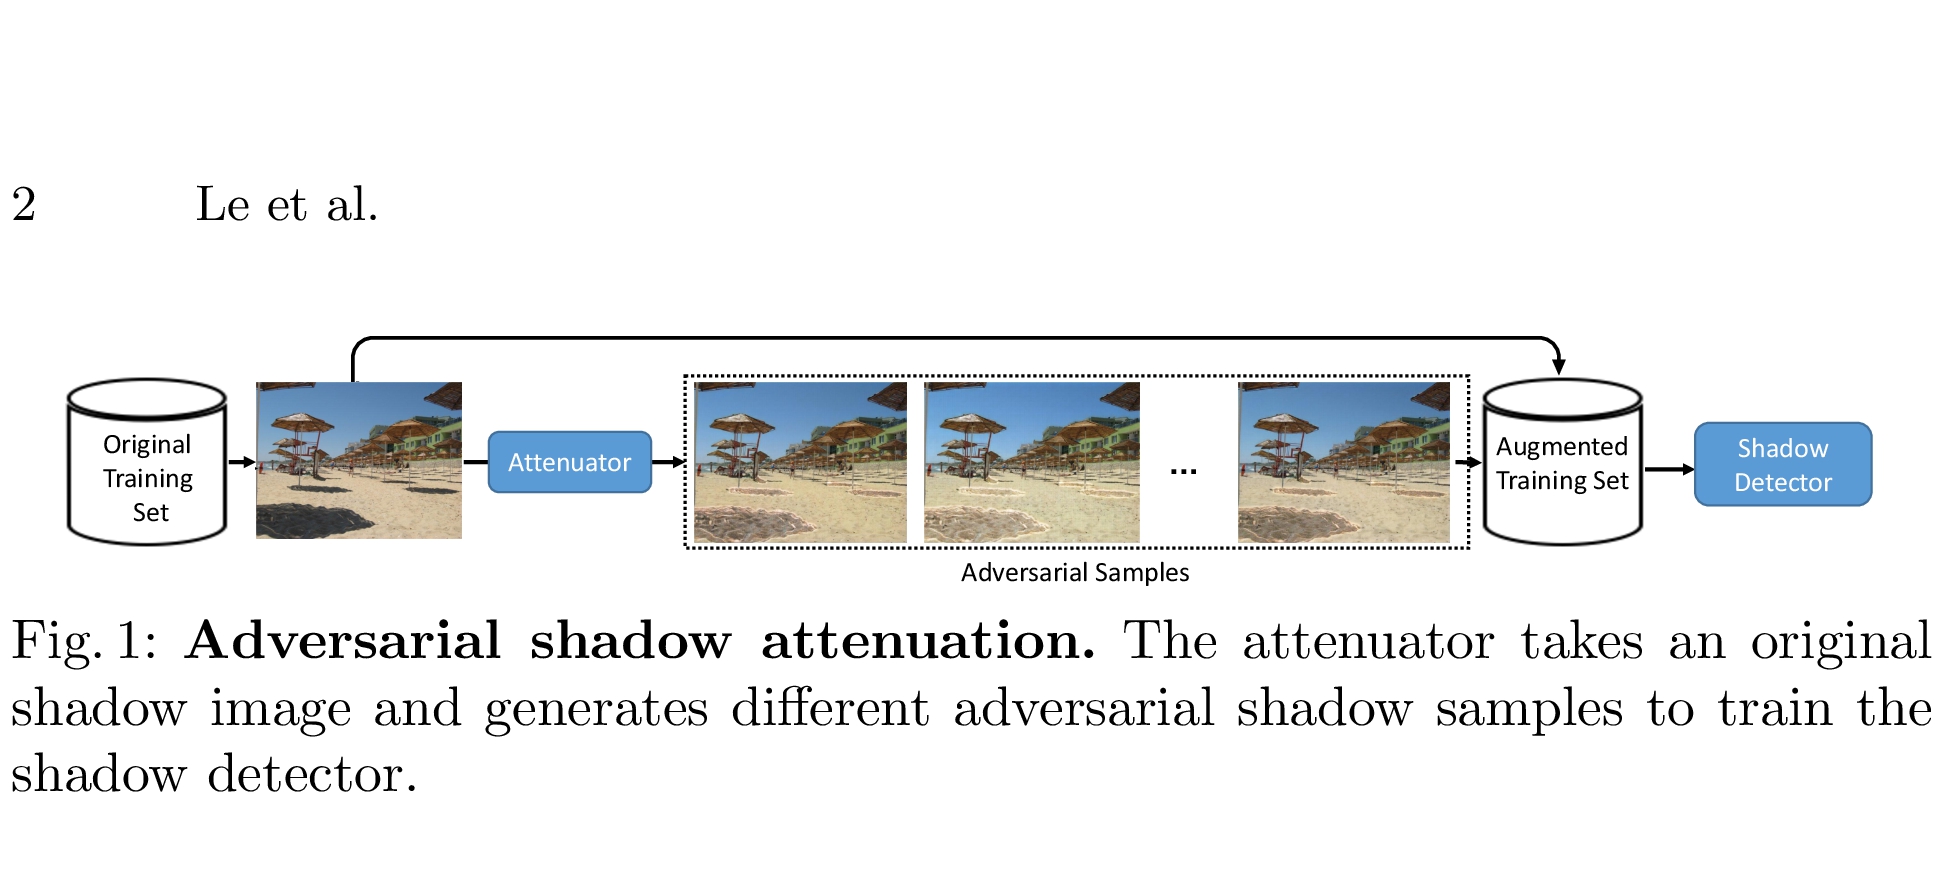 2 Le et al.
Original
Training
Set
Attenuator
...
Adversarial Samples
Augmented
Training Set
Shadow
Detector
Fig. 1: Adversarial shadow attenuation. The attenuator takes an original
shadow image and generates different adversarial shadow samples to train the
shadow detector.